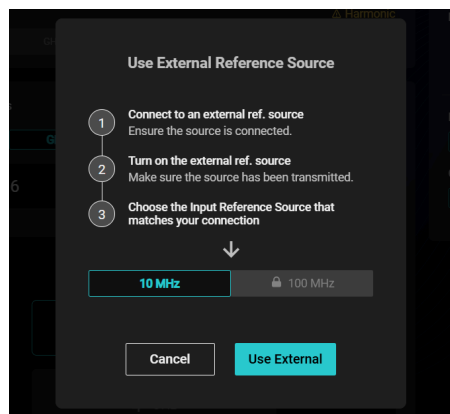 Harmonic
Use External Reference Source
1
Connect to an external ref. source
Ensure the source is connected.
2
Turn on the external ref. source
Make sure the source has been transmitted.
3
Choose the Input Reference Source that
matches your connection
10 MHz
100 MHz
Cancel
Use External